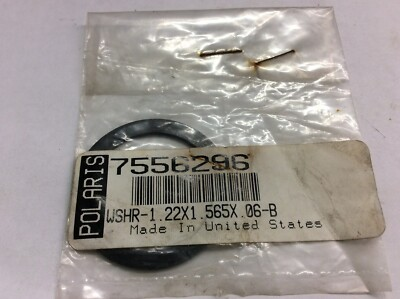 POLARIS
7556296
WSHR-1.22X1.565X.06-B
Made In United States